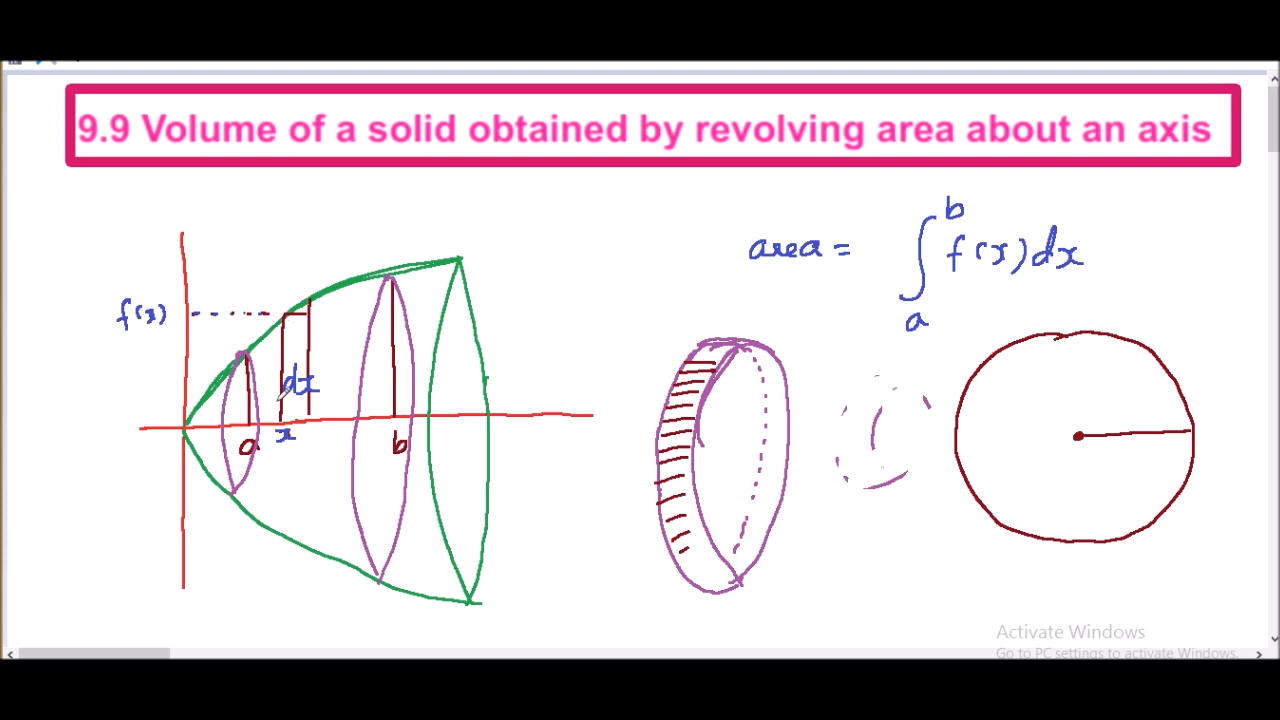 9.9 Volume of a solid obtained by revolving area about an axis
area = ∫ₐᵇ f(x) dx
f(x)
dx
a
x
b
Activate Windows
Go to PC settings to activate Windows.